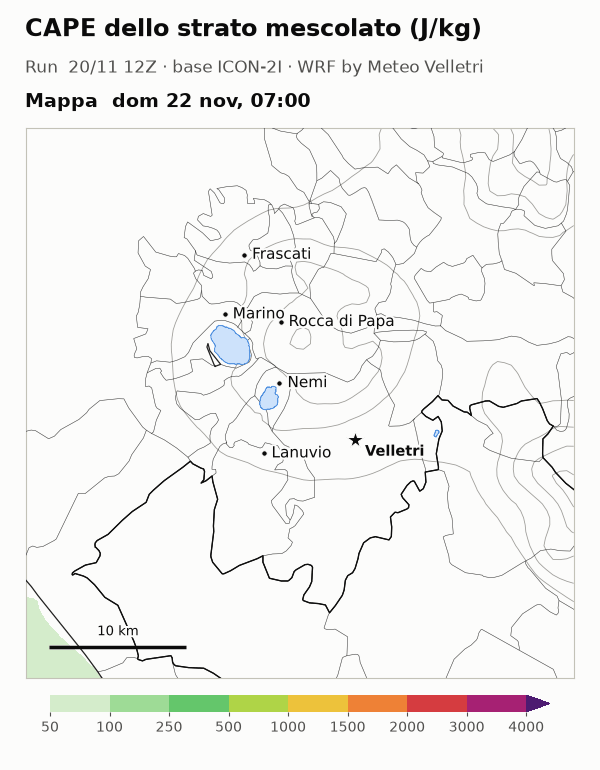 CAPE dello strato mescolato (J/kg)
Run  20/11 12Z · base ICON-2I · WRF by Meteo Velletri
Mappa  dom 22 nov, 07:00
Frascati
Marino
Rocca di Papa
Nemi
Velletri
Lanuvio
10 km
50 100 250 500 1000 1500 2000 3000 4000